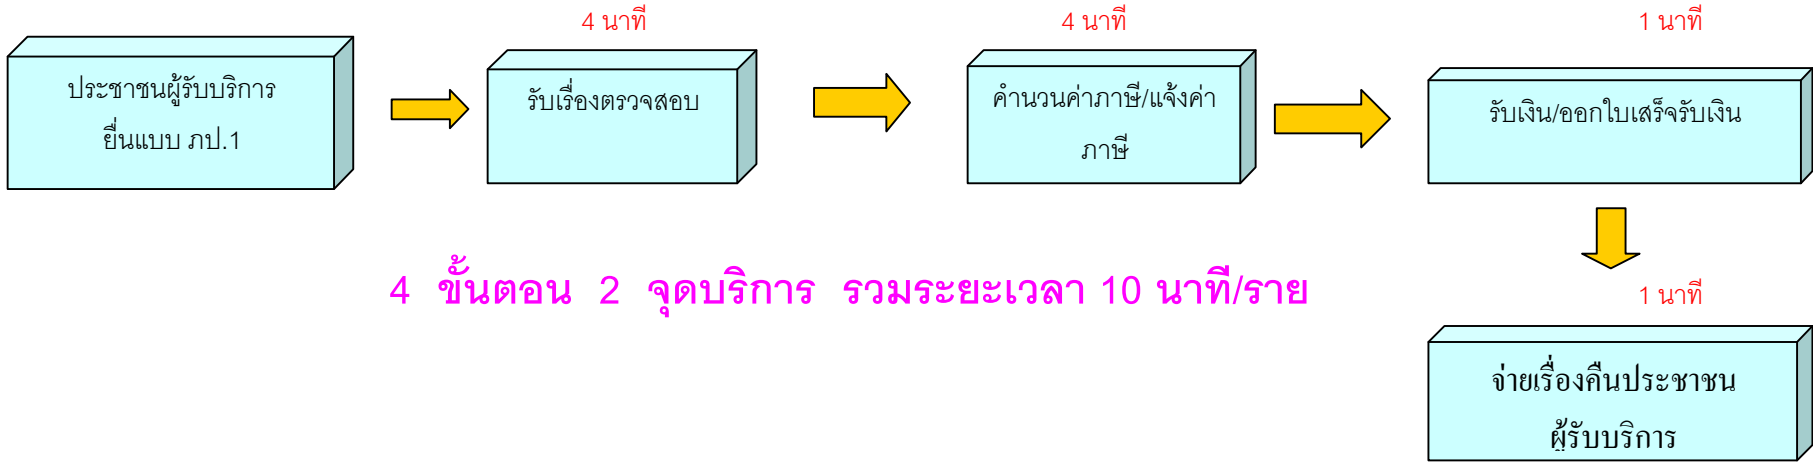 4 นาที
4 นาที
1 นาที
ประชาชนผู้รับบริการ
ยื่นแบบ ภป.1
รับเรื่องตรวจสอบ
คำนวนค่าภาษี/แจ้งค่า
ภาษี
รับเงิน/ออกใบเสร็จรับเงิน
4 ขั้นตอน 2 จุดบริการ รวมระยะเวลา 10 นาที/ราย
1 นาที
จ่ายเรื่องคืนประชาชน
ผู้รับบริการ